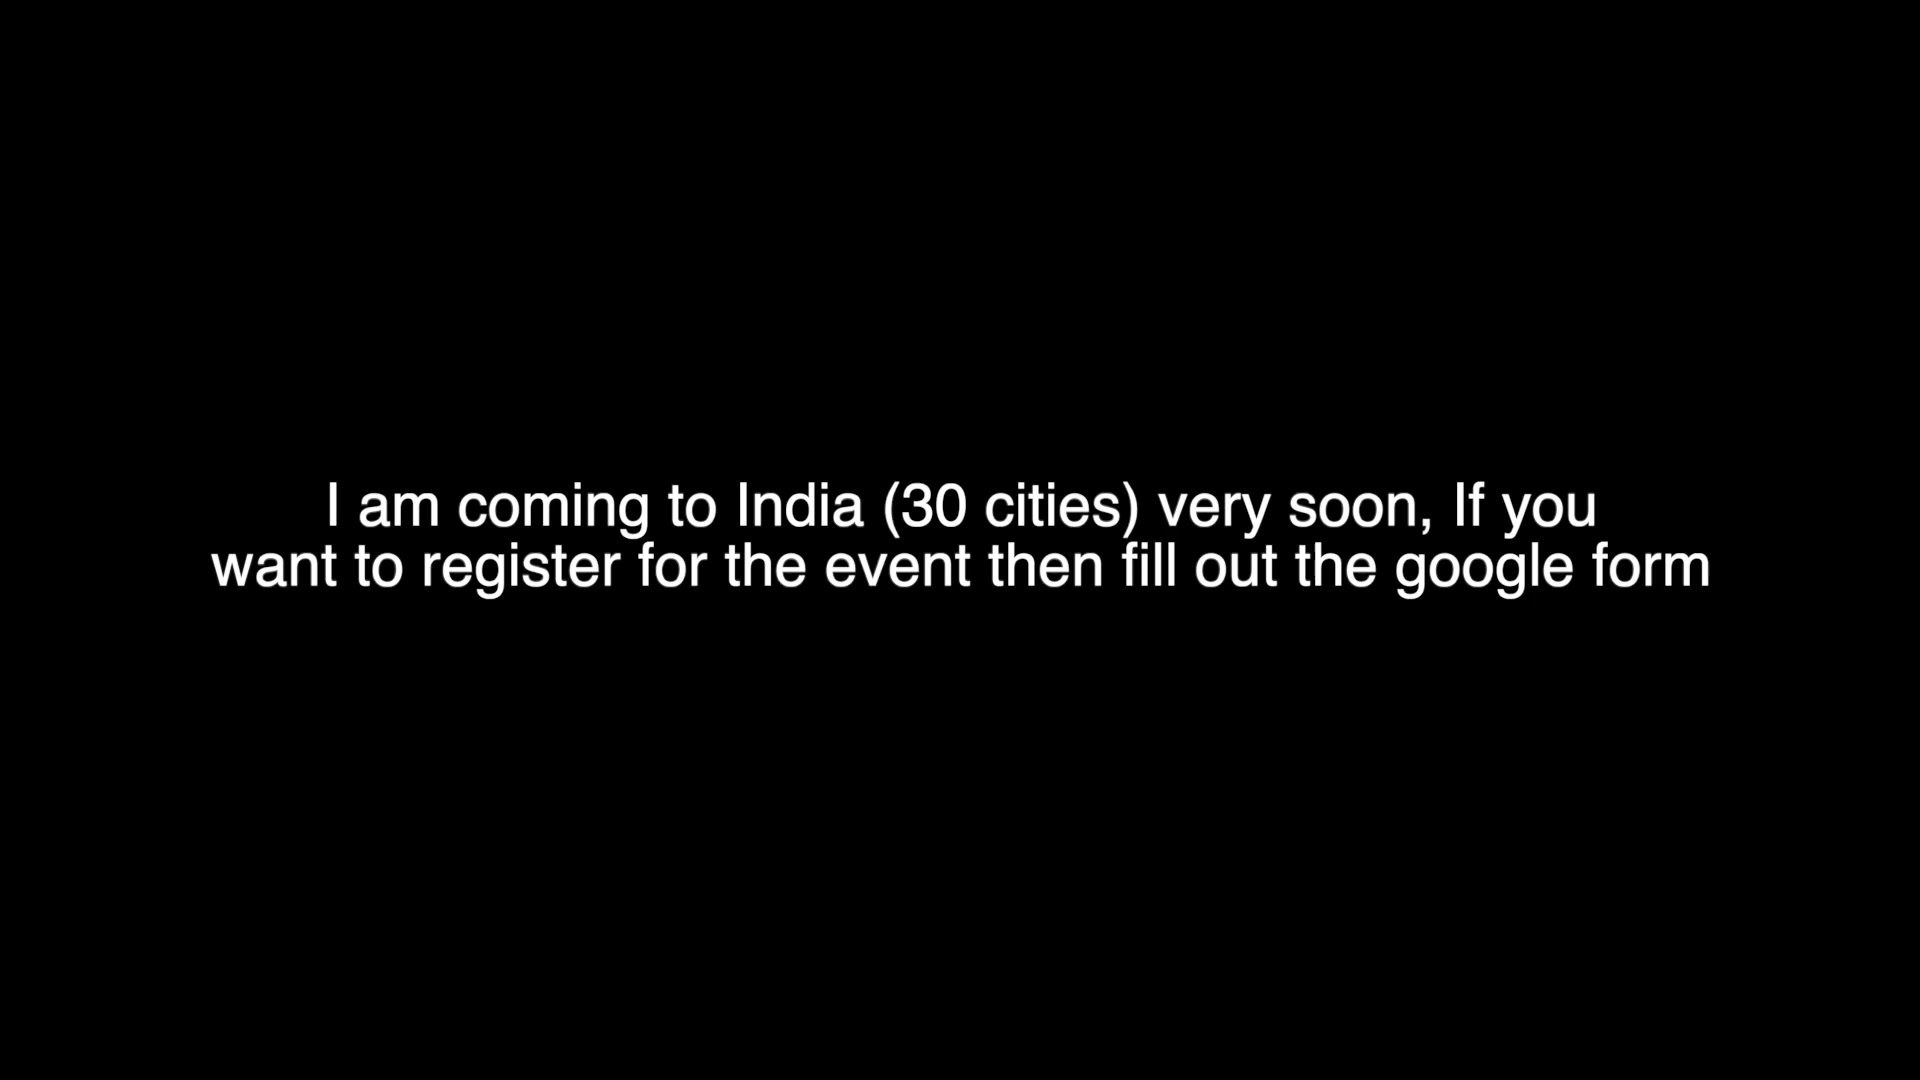 I am coming to India (30 cities) very soon, If you
want to register for the event then fill out the google form